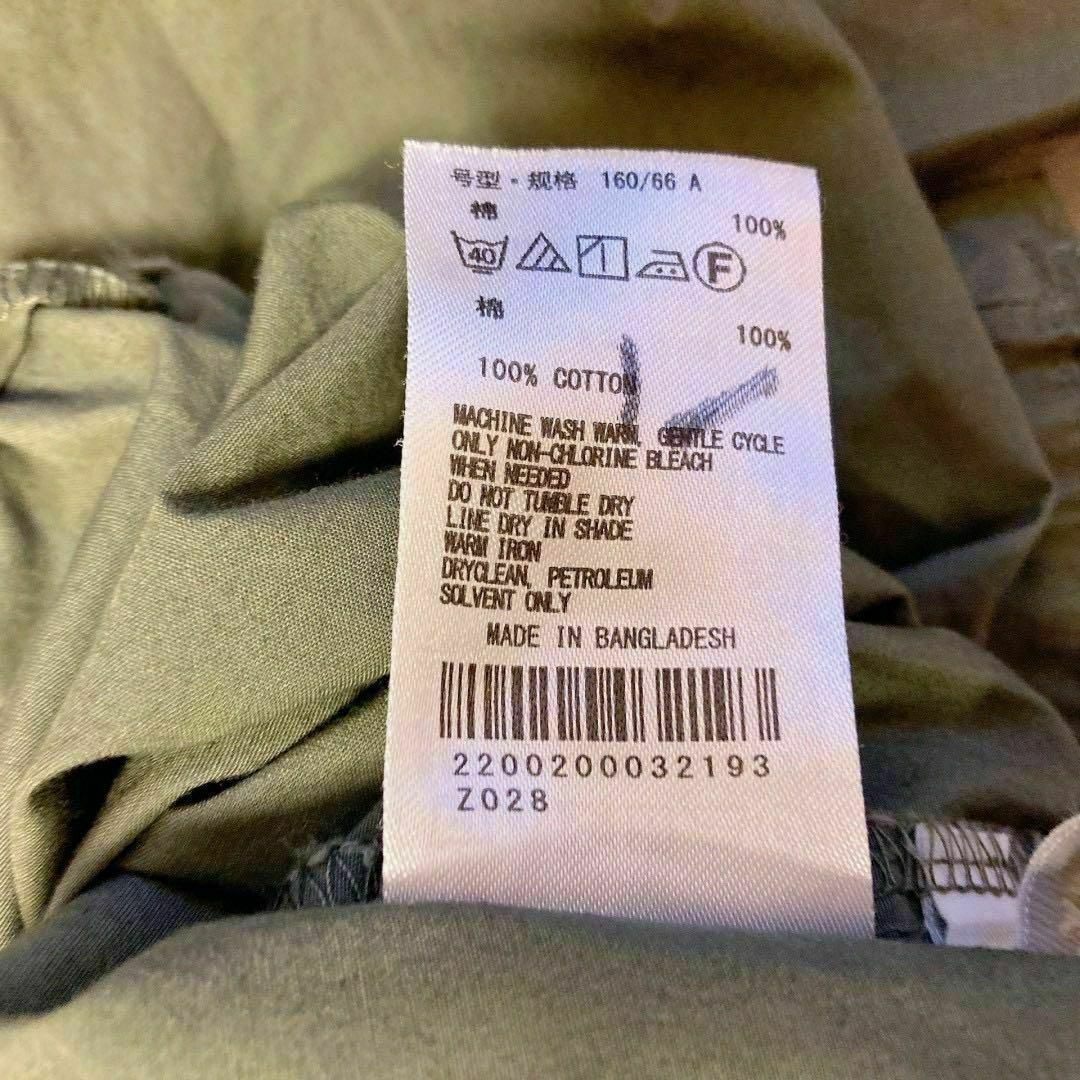 号型·规格 160/66 A
棉 100%
40 F
棉 100%
100% COTTON
MACHINE WASH WARM, GENTLE CYCLE
ONLY NON-CHLORINE BLEACH
WHEN NEEDED
DO NOT TUMBLE DRY
LINE DRY IN SHADE
WARM IRON
DRYCLEAN, PETROLEUM
SOLVENT ONLY
MADE IN BANGLADESH
2200200032193
Z028